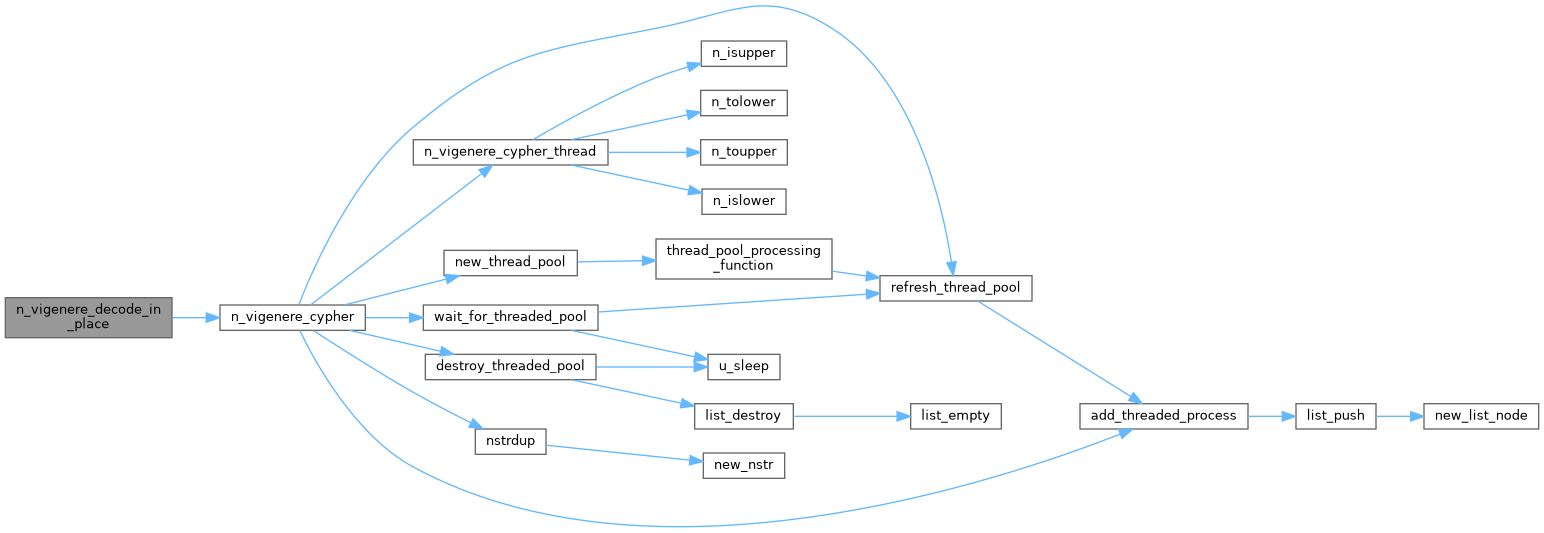 n_isupper
n_tolower
n_vigenere_cypher_thread
n_toupper
n_islower
new_thread_pool
thread_pool_processing
_function
refresh_thread_pool
n_vigenere_decode_in
_place
n_vigenere_cypher
wait_for_threaded_pool
destroy_threaded_pool
u_sleep
list_destroy
list_empty
add_threaded_process
list_push
new_list_node
nstrdup
new_nstr